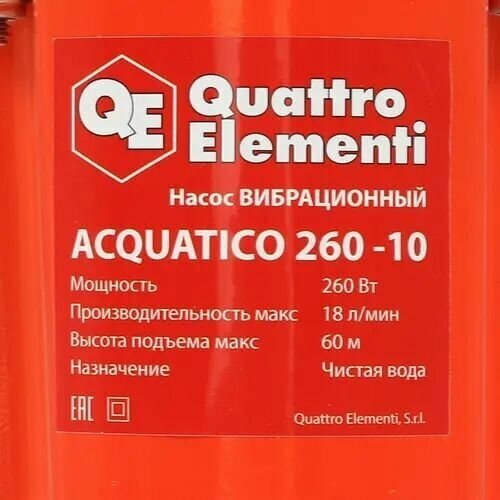 QE Quattro
Elementi
Насос ВИБРАЦИОННЫЙ
ACQUATICO 260 -10
Мощность 260 Вт
Производительность макс 18 л/мин
Высота подъема макс 60 м
Назначение Чистая вода
EAC
Quattro Elementi, S.r.l.